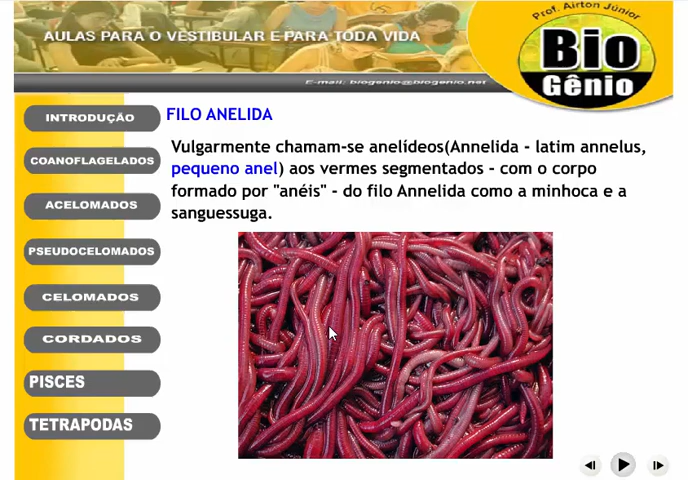 AULAS PARA O VESTIBULAR E PARA TODA VIDA
Prof. Airton Júnior
Bio
Gênio
E-mail: biogenio@biogenio.net
INTRODUÇÃO
COANOFLAGELADOS
ACELOMADOS
PSEUDOCELOMADOS
CELOMADOS
CORDADOS
PISCES
TETRAPODAS
FILO ANELIDA
Vulgarmente chamam-se anelídeos(Annelida - latim annelus,
pequeno anel) aos vermes segmentados - com o corpo
formado por "anéis" - do filo Annelida como a minhoca e a
sanguessuga.